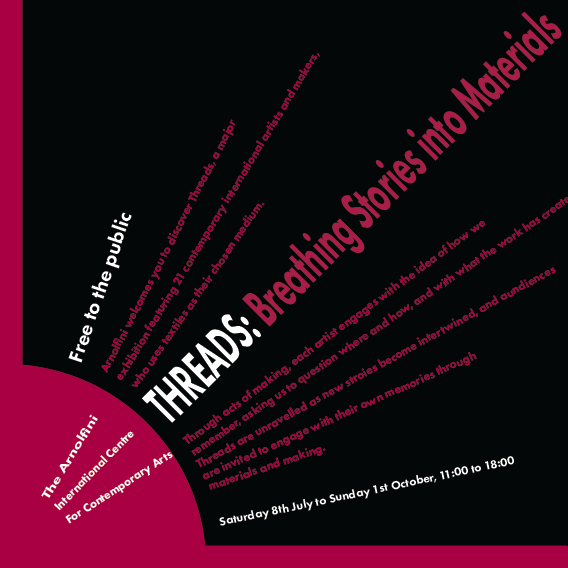 Free to the public
Arnolfini welcomes you to discover Threads, a major
exhibition featuring 21 contemporary international artists and makers,
who uses textiles as their chosen medium.
THREADS: Breathing Stories into Materials
Through acts of making, each artist engages with the idea of how we
remember, asking us to question where and how, and with what the work has create
Threads are unravelled as new stroies become intertwined, and audiences
are invited to engage with their own memories through
materials and making.
Saturday 8th July to Sunday 1st October, 11:00 to 18:00
The Arnolfini
International Centre
For Contemporary Arts